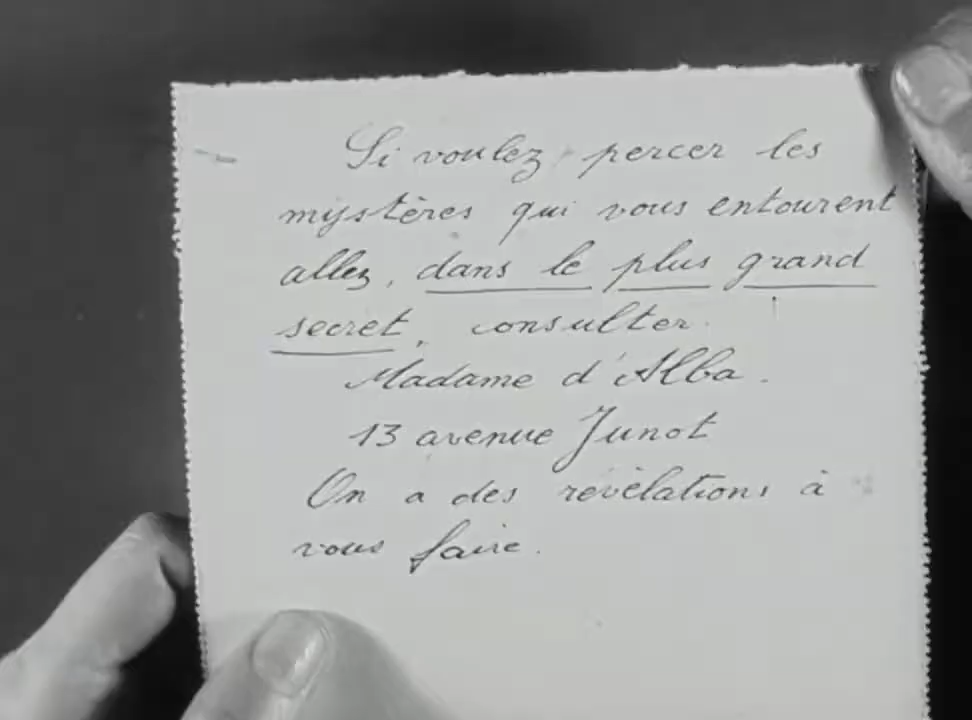 Si voulez percer les
mystères qui vous entourent
allez, dans le plus grand
secret, consulter.
Madame d'Alba.
13 avenue Junot
On a des révélations à
vous faire.